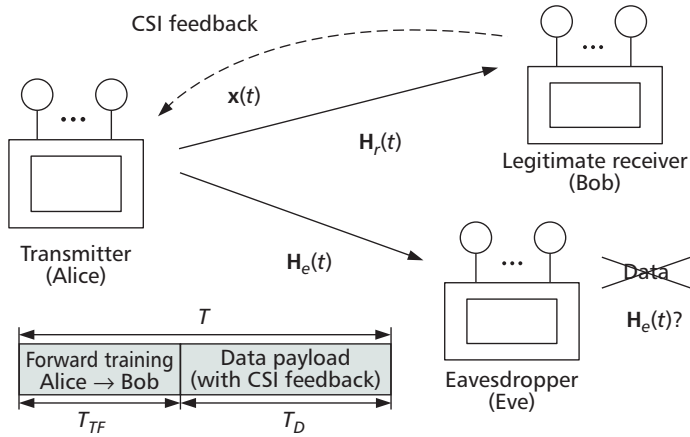 CSI feedback
x(t)
...
...
H_r(t)
Legitimate receiver
(Bob)
Transmitter
(Alice)
H_e(t)
...
Data
H_e(t)?
Eavesdropper
(Eve)
T
Forward training
Alice → Bob
Data payload
(with CSI feedback)
T_TF
T_D